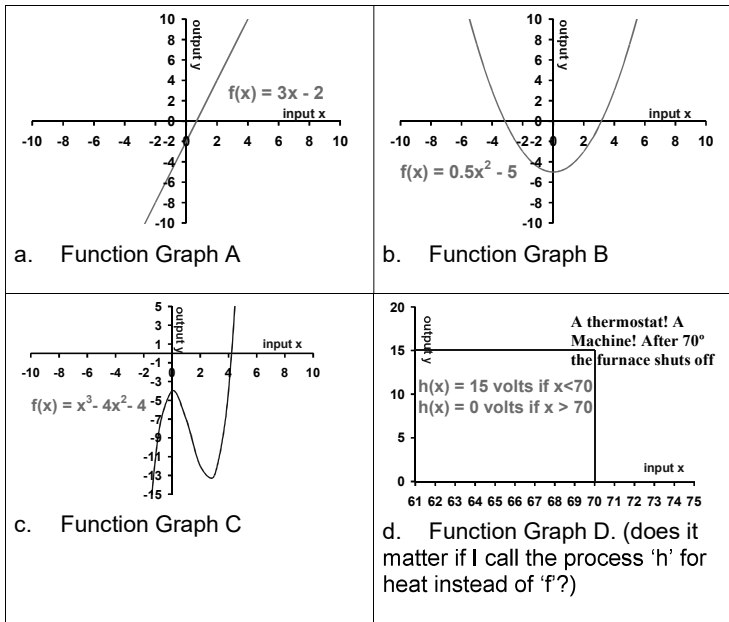 10
8
6
4
2
0
-10 -8 -6 -4 -2 0 2 4 6 8 10
-2
-4
-6
-8
-10
output y
f(x) = 3x - 2
input x
a. Function Graph A
10
8
6
4
2
0
-10 -8 -6 -4 -2 0 2 4 6 8 10
-2
-4
-6
-8
-10
output y
input x
f(x) = 0.5x² - 5
b. Function Graph B
5
3
1
-1
-10 -8 -6 -4 -2 0 2 4 6 8 10
-3
-5
-7
-9
-11
-13
-15
output y
input x
f(x) = x³- 4x²- 4
c. Function Graph C
20
15
10
5
0
output y
A thermostat! A
Machine! After 70º
the furnace shuts off
h(x) = 15 volts if x<70
h(x) = 0 volts if x > 70
input x
61 62 63 64 65 66 67 68 69 70 71 72 73 74 75
d. Function Graph D. (does it
matter if I call the process ‘h’ for
heat instead of ‘f’?)